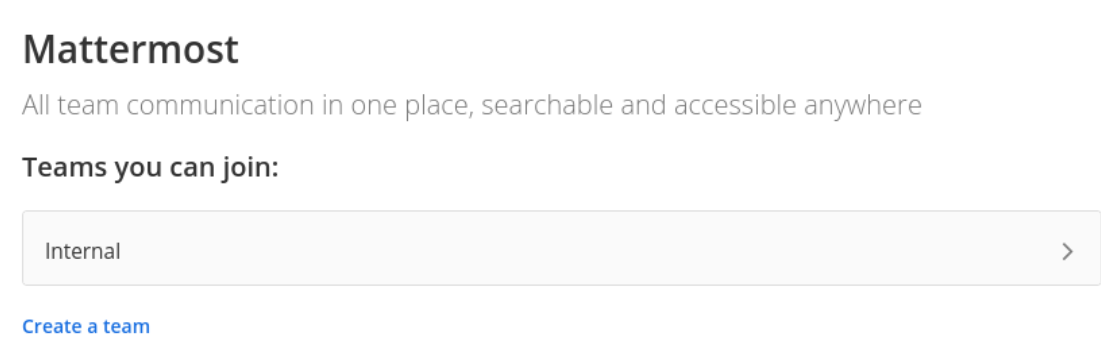 Mattermost
All team communication in one place, searchable and accessible anywhere
Teams you can join:
Internal
Create a team